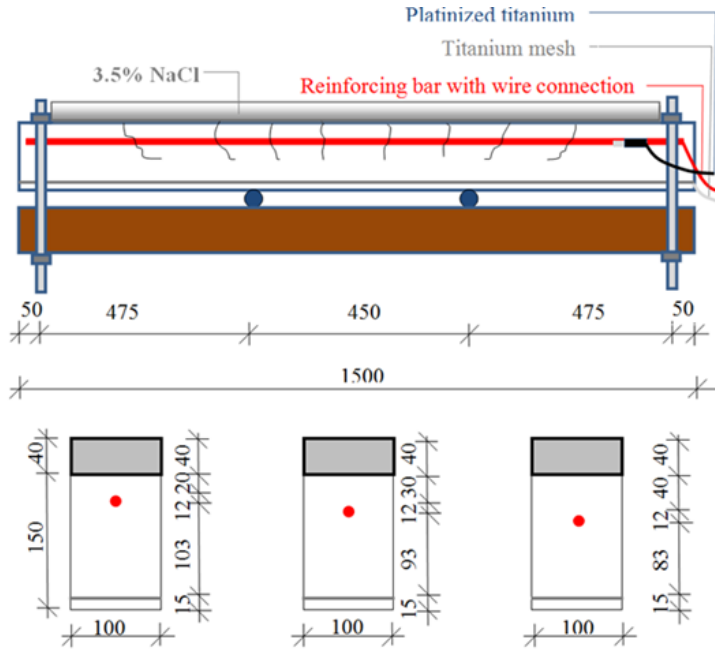 Platinized titanium
Titanium mesh
3.5% NaCl
Reinforcing bar with wire connection
50 475 450 475 50
1500
40 150 100 40 20 12 103 15
100 40 30 12 93 15
100 40 40 12 83 15